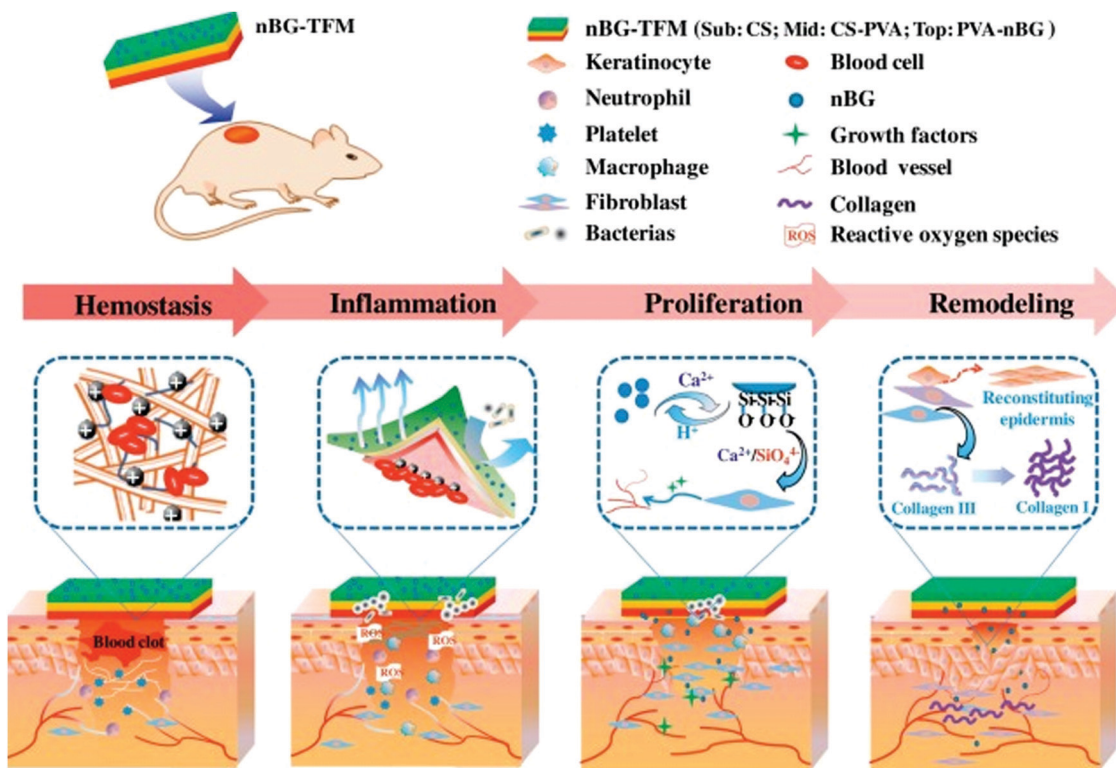 nBG-TFM
nBG-TFM (Sub: CS; Mid: CS-PVA; Top: PVA-nBG )
Keratinocyte
Blood cell
Neutrophil
nBG
Platelet
Growth factors
Macrophage
Blood vessel
Fibroblast
Collagen
Bacterias
ROS
Reactive oxygen species
Hemostasis
Inflammation
Proliferation
Remodeling
+ + + + + +
Ca²⁺
H⁺
Si-Si-Si
O⁻ O⁻ O⁻
Ca²⁺/SiO₄⁴⁻
Reconstituting
epidermis
Collagen III
Collagen I
Blood clot
ROS
ROS
ROS